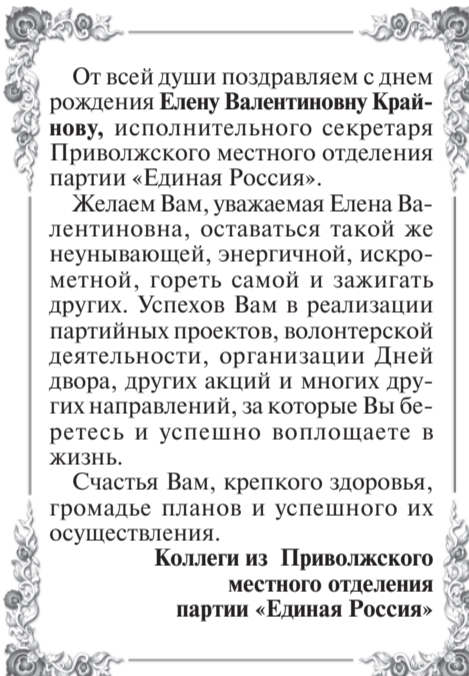 От всей души поздравляем с днем
рождения Елену Валентиновну Край-
нову, исполнительного секретаря
Приволжского местного отделения
партии «Единая Россия».
Желаем Вам, уважаемая Елена Ва-
лентиновна, оставаться такой же
неунывающей, энергичной, искро-
метной, гореть самой и зажигать
других. Успехов Вам в реализации
партийных проектов, волонтерской
деятельности, организации Дней
двора, других акций и многих дру-
гих направлений, за которые Вы бе-
ретесь и успешно воплощаете в
жизнь.
Счастья Вам, крепкого здоровья,
громадье планов и успешного их
осуществления.
Коллеги из Приволжского
местного отделения
партии «Единая Россия»